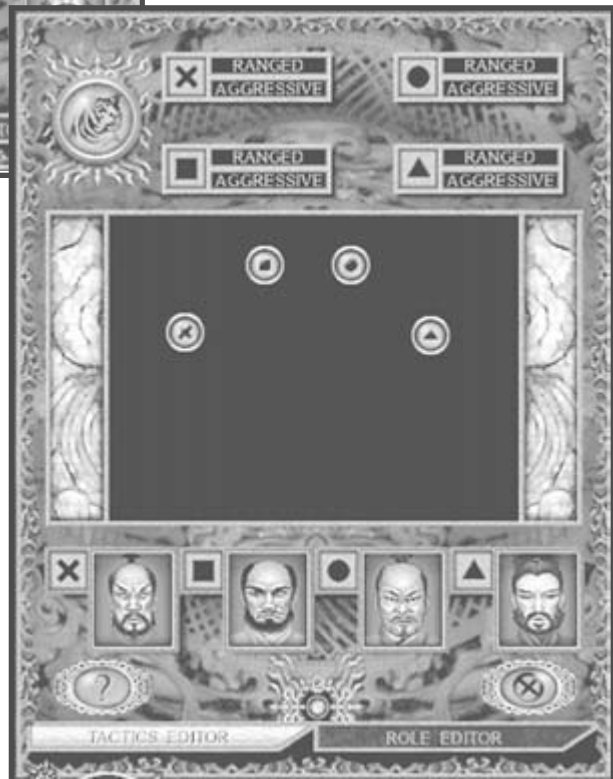 RANGED
AGGRESSIVE
RANGED
AGGRESSIVE
RANGED
AGGRESSIVE
RANGED
AGGRESSIVE
?
TACTICS EDITOR
ROLE EDITOR